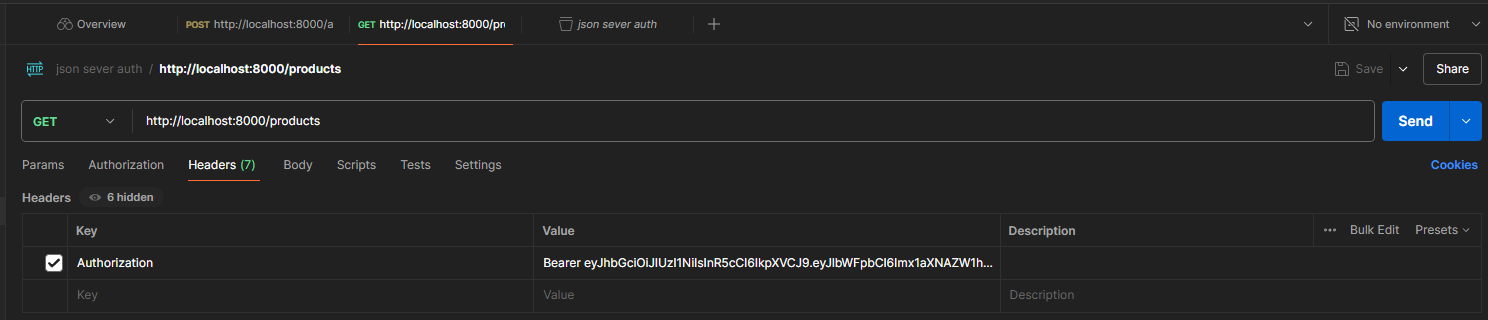 Overview POST http://localhost:8000/a GET http://localhost:8000/pr json sever auth No environment
HTTP json sever auth / http://localhost:8000/products Save Share
GET http://localhost:8000/products Send
Params Authorization Headers (7) Body Scripts Tests Settings Cookies
Headers 6 hidden
Key Value Description ••• Bulk Edit Presets
Authorization Bearer eyJhbGciOiJIUzI1NiIsInR5cCI6IkpXVCJ9.eyJlbWFpbCI6Imx1aXNAZW1h...
Key Value Description